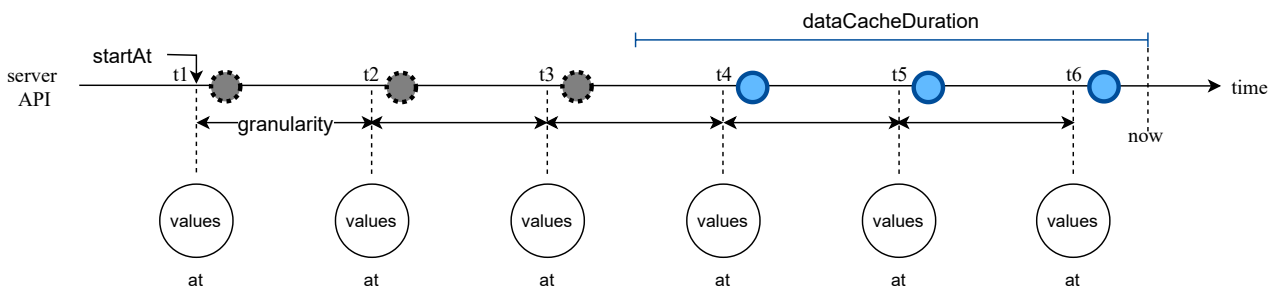 dataCacheDuration
startAt
server
API
t1 t2 t3 t4 t5 t6
time
granularity
now
values values values values values values
at at at at at at